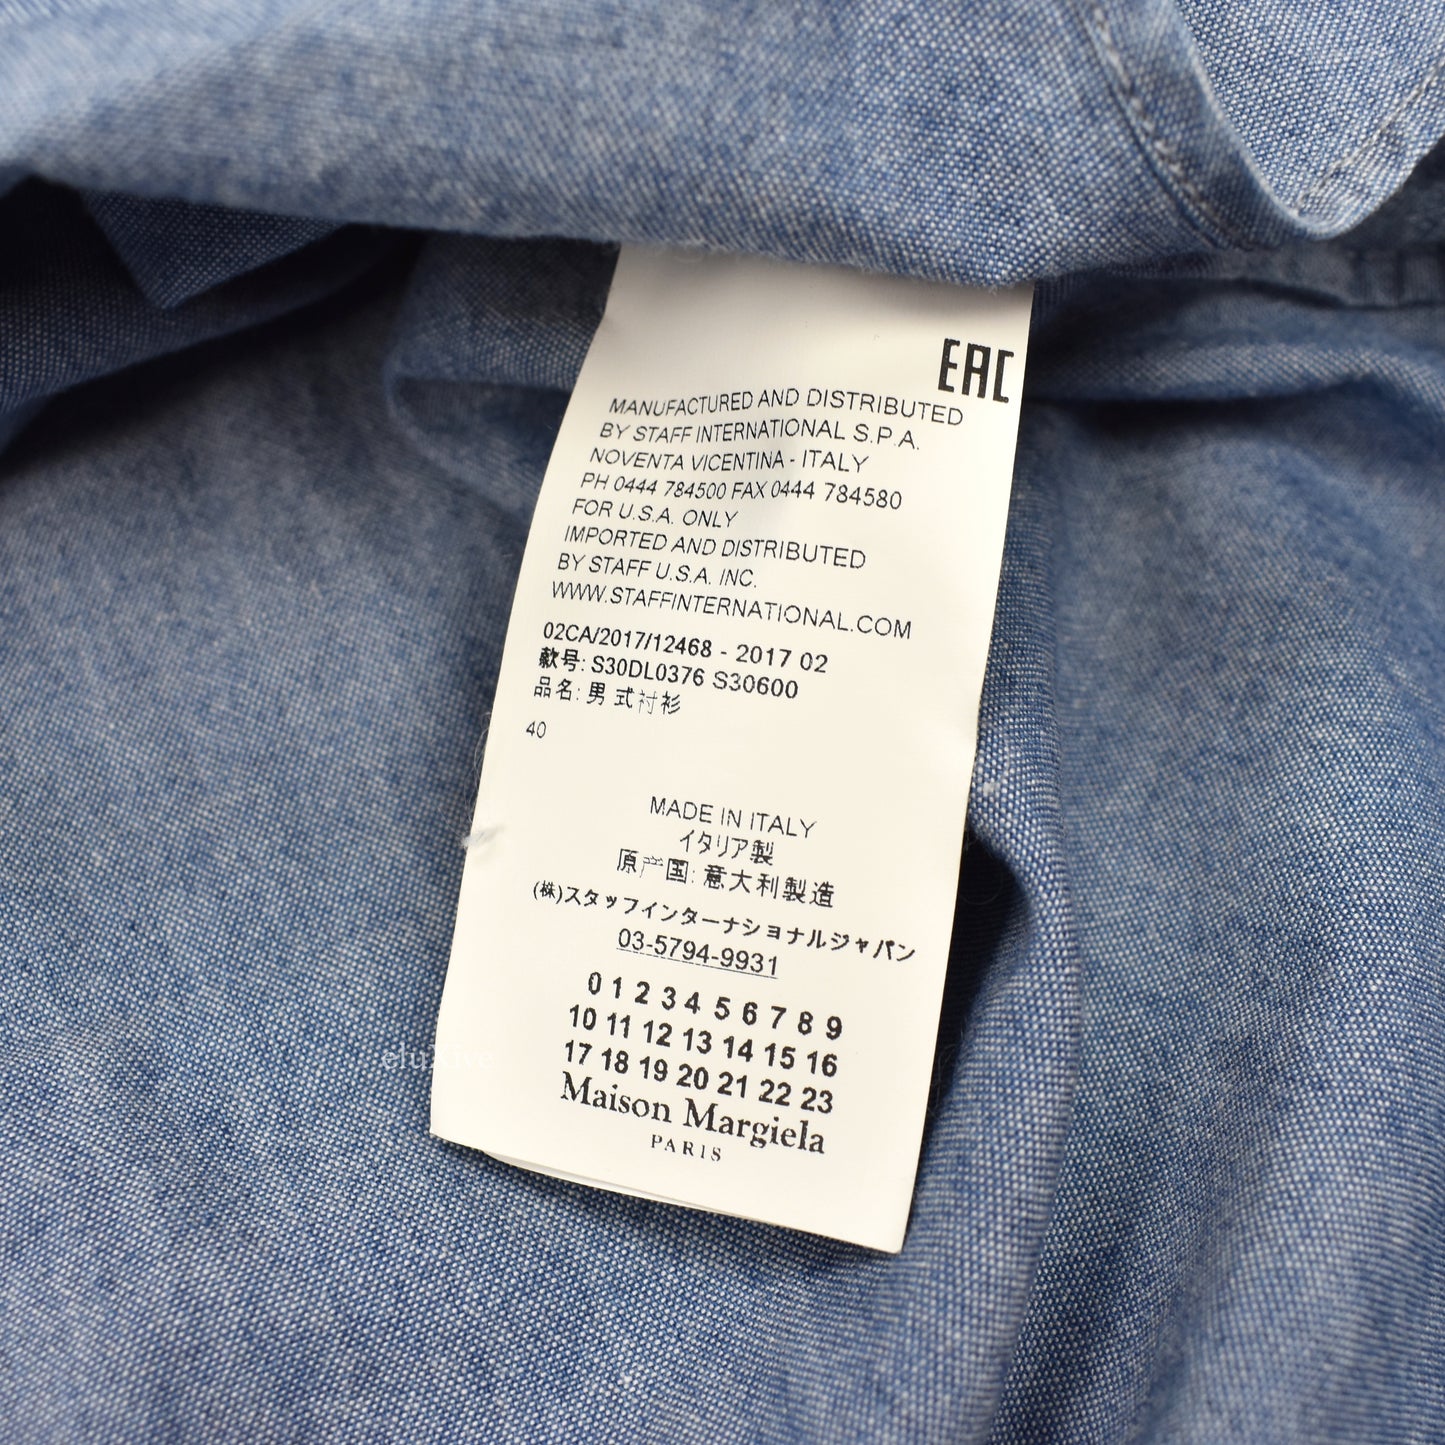 EAC
MANUFACTURED AND DISTRIBUTED
BY STAFF INTERNATIONAL S.P.A.
NOVENTA VICENTINA - ITALY
PH 0444 784500 FAX 0444 784580
FOR U.S.A. ONLY
IMPORTED AND DISTRIBUTED
BY STAFF U.S.A. INC.
WWW.STAFFINTERNATIONAL.COM
02CA/2017/12468 - 2017 02
款号: S30DL0376 S30600
品名: 男式衬衫
40
MADE IN ITALY
イタリア製
原产国: 意大利製造
(株)スタッフインターナショナルジャパン
03-5794-9931
0 1 2 3 4 5 6 7 8 9
10 11 12 13 14 15 16
17 18 19 20 21 22 23
Maison Margiela
PARIS
eluXive